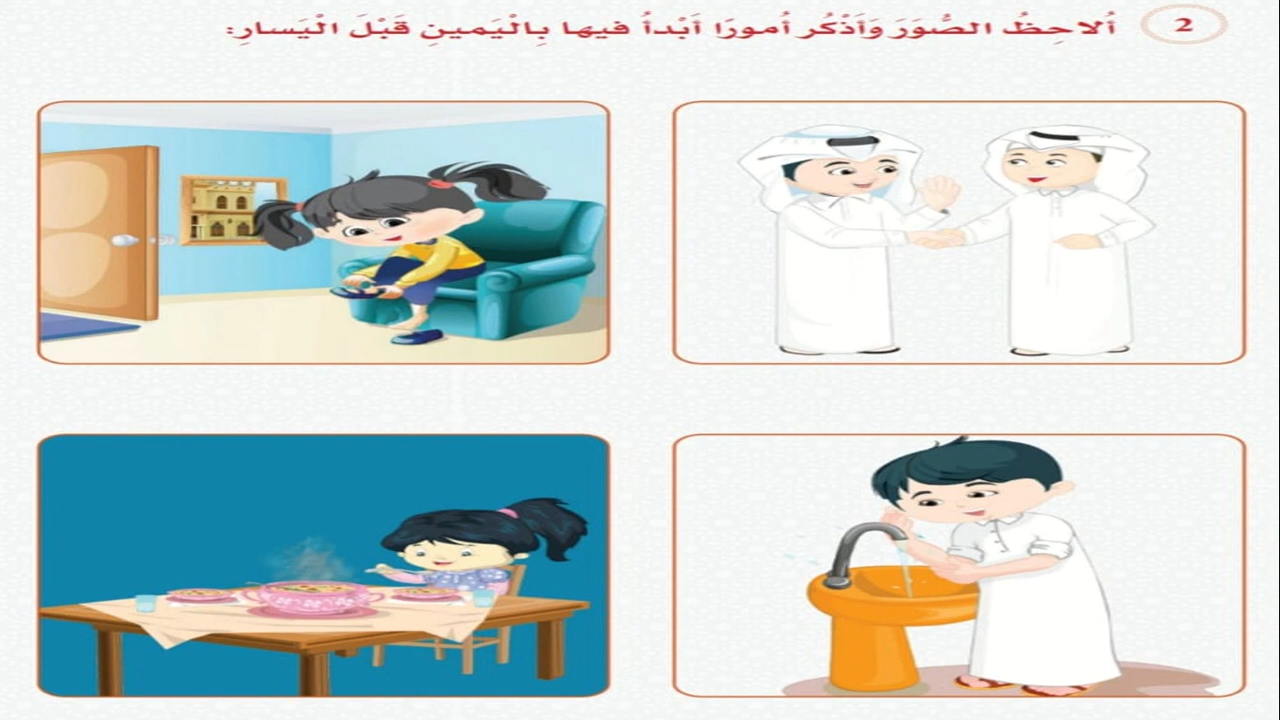 2 أُلاحِظُ الصُّوَرَ وَأَذْكُر أُمورًا أَبْدأُ فيها بِالْيَمينِ قَبْلَ الْيَسارِ: